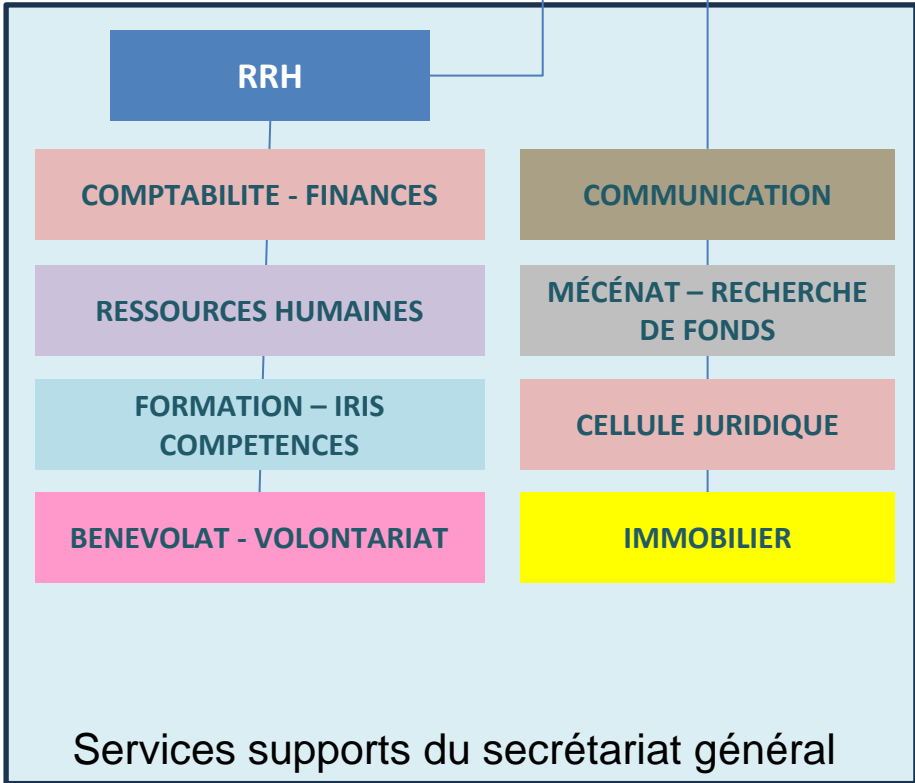 RRH
COMPTABILITE - FINANCES
RESSOURCES HUMAINES
FORMATION – IRIS
COMPETENCES
BENEVOLAT - VOLONTARIAT
COMMUNICATION
MÉCÉNAT – RECHERCHE
DE FONDS
CELLULE JURIDIQUE
IMMOBILIER
Services supports du secrétariat général